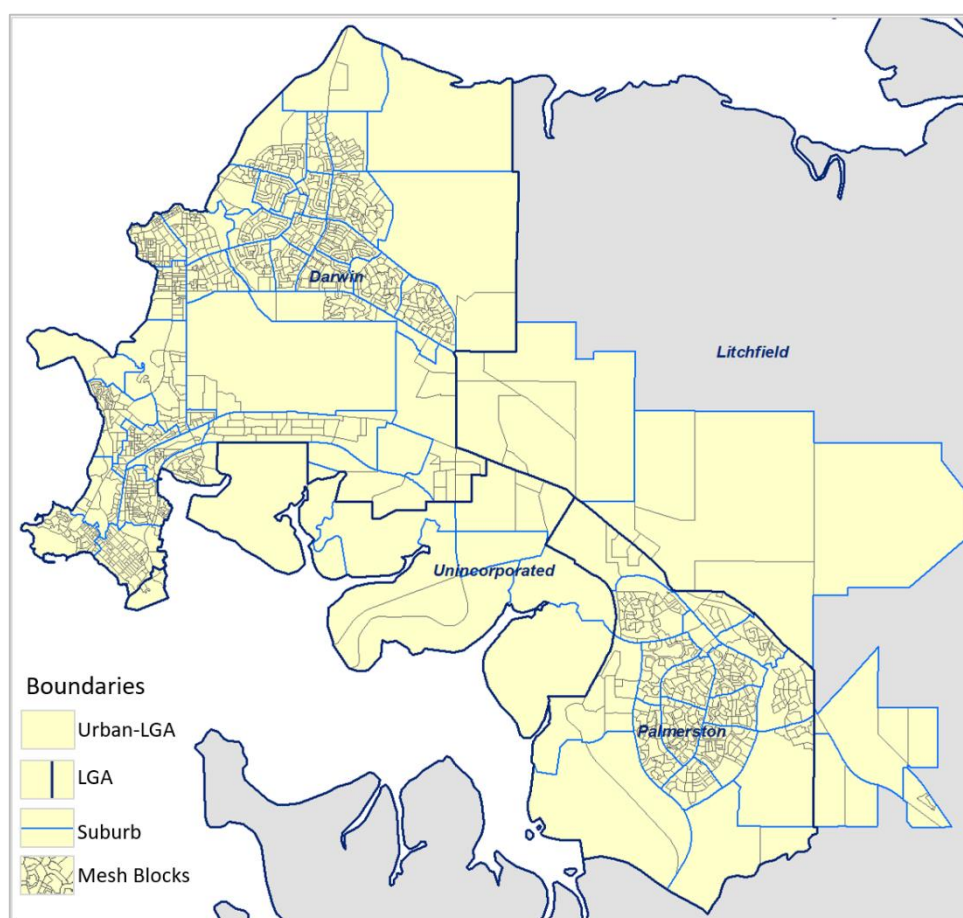 Darwin
Litchfield
Unincorporated
Palmerston
Boundaries
Urban-LGA
LGA
Suburb
Mesh Blocks